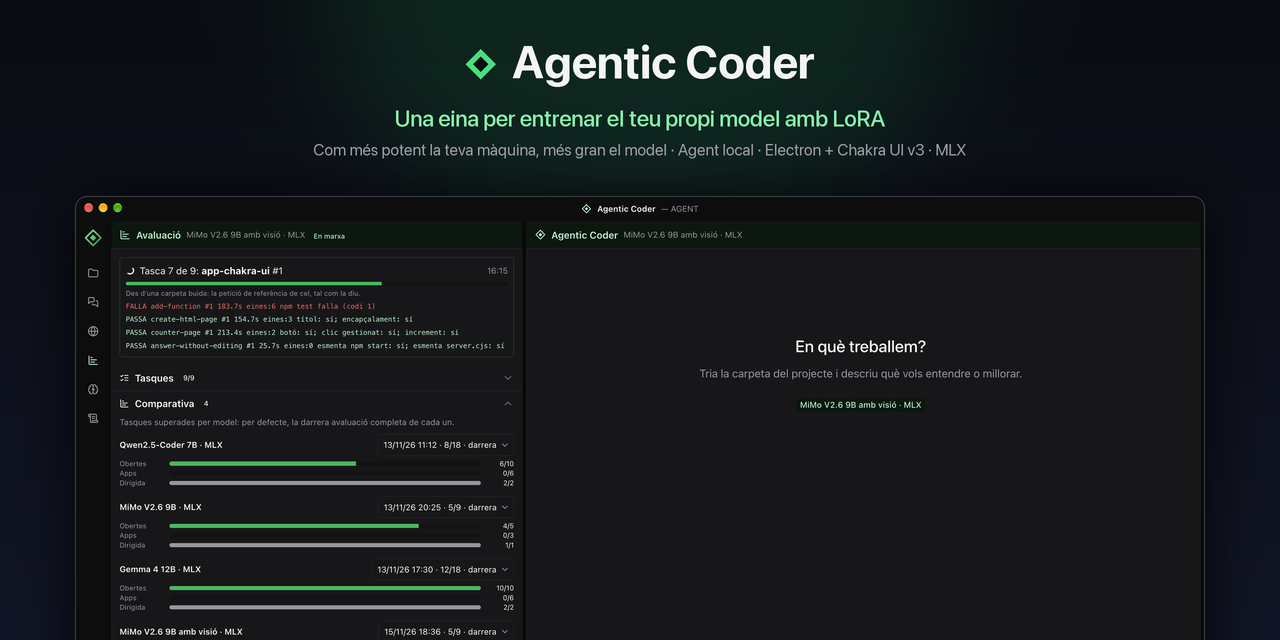 Agentic Coder
Una eina per entrenar el teu propi model amb LoRA
Com més potent la teva màquina, més gran el model · Agent local · Electron + Chakra UI v3 · MLX
Agentic Coder — AGENT
Avaluació MiMo V2.6 9B amb visió · MLX En marxa
Tasca 7 de 9: app-chakra-ui #1 16:15
Des d'una carpeta buida: la petició de referència de cel, tal com la diu.
FALLA add-function #1 183.7s eines:6 npm test falla (codi 1)
PASSA create-html-page #1 154.7s eines:3 títol: sí; encapçalament: sí
PASSA counter-page #1 213.4s eines:2 botó: sí; clic gestionat: sí; increment: sí
PASSA answer-without-editing #1 25.7s eines:0 esmenta npm start: sí; esmenta server.cjs: sí
Tasques 9/9
Comparativa 4
Tasques superades per model: per defecte, la darrera avaluació completa de cada un.
Qwen2.5-Coder 7B · MLX 13/11/26 11:12 · 8/18 · darrera
Obertes 6/10
Apps 0/6
Dirigida 2/2
MiMo V2.6 9B · MLX 13/11/26 20:25 · 5/9 · darrera
Obertes 4/5
Apps 0/3
Dirigida 1/1
Gemma 4 12B · MLX 13/11/26 17:30 · 12/18 · darrera
Obertes 10/10
Apps 0/6
Dirigida 2/2
MiMo V2.6 9B amb visió · MLX 15/11/26 18:36 · 5/9 · darrera
Agentic Coder MiMo V2.6 9B amb visió · MLX
En què treballem?
Tria la carpeta del projecte i descriu què vols entendre o millorar.
MiMo V2.6 9B amb visió · MLX